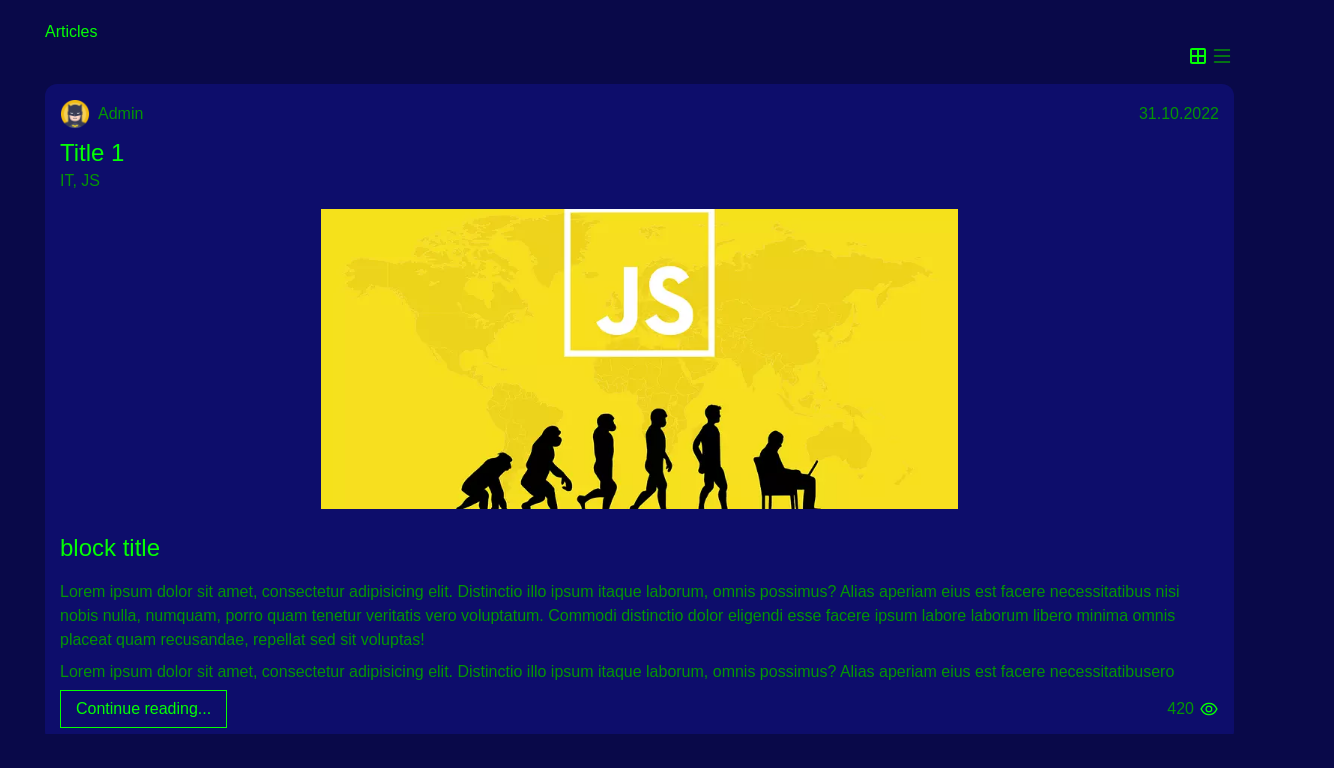 Articles
Admin
31.10.2022
Title 1
IT, JS
JS
block title
Lorem ipsum dolor sit amet, consectetur adipisicing elit. Distinctio illo ipsum itaque laborum, omnis possimus? Alias aperiam eius est facere necessitatibus nisi
nobis nulla, numquam, porro quam tenetur veritatis vero voluptatum. Commodi distinctio dolor eligendi esse facere ipsum labore laborum libero minima omnis
placeat quam recusandae, repellat sed sit voluptas!
Lorem ipsum dolor sit amet, consectetur adipisicing elit. Distinctio illo ipsum itaque laborum, omnis possimus? Alias aperiam eius est facere necessitatibusero
Continue reading...
420